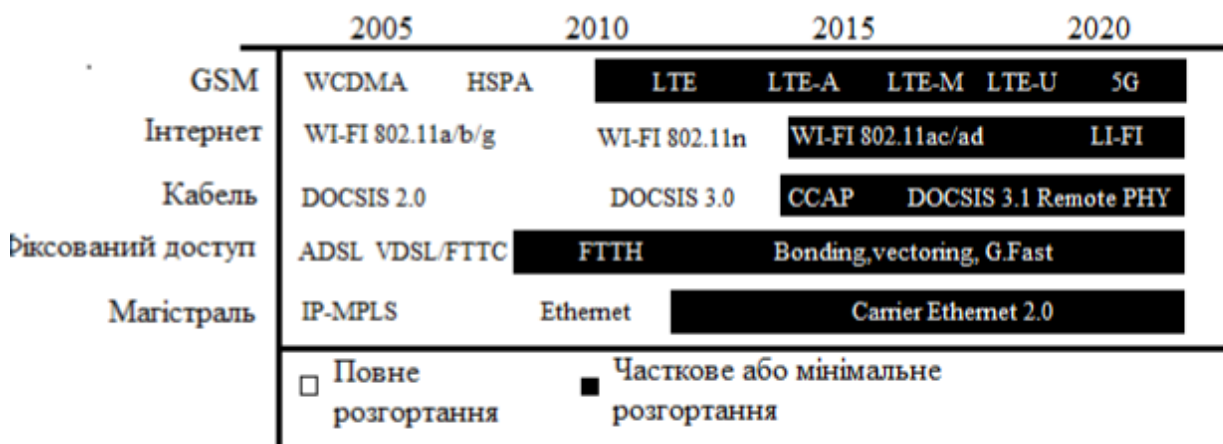 2005 2010 2015 2020
GSM WCDMA HSPA LTE LTE-A LTE-M LTE-U 5G
Інтернет WI-FI 802.11a/b/g WI-FI 802.11n WI-FI 802.11ac/ad LI-FI
Кабель DOCSIS 2.0 DOCSIS 3.0 CCAP DOCSIS 3.1 Remote PHY
Фіксований доступ ADSL VDSL/FTTC FTTH Bonding,vectoring, G.Fast
Магістраль IP-MPLS Ethernet Carrier Ethernet 2.0
Повне розгортання
Часткове або мінімальне розгортання